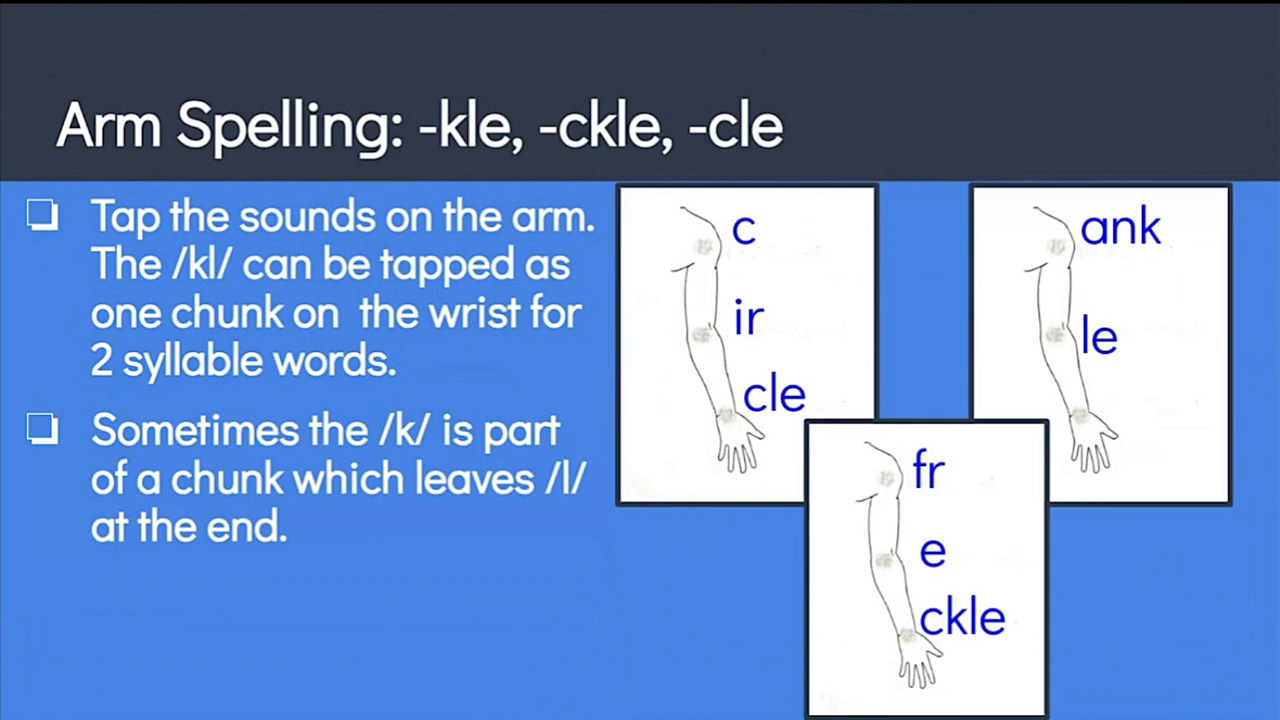 Arm Spelling: -kle, -ckle, -cle
Tap the sounds on the arm.
The /kl/ can be tapped as
one chunk on the wrist for
2 syllable words.
Sometimes the /k/ is part
of a chunk which leaves /l/
at the end.
c
ir
cle
ank
le
fr
e
ckle